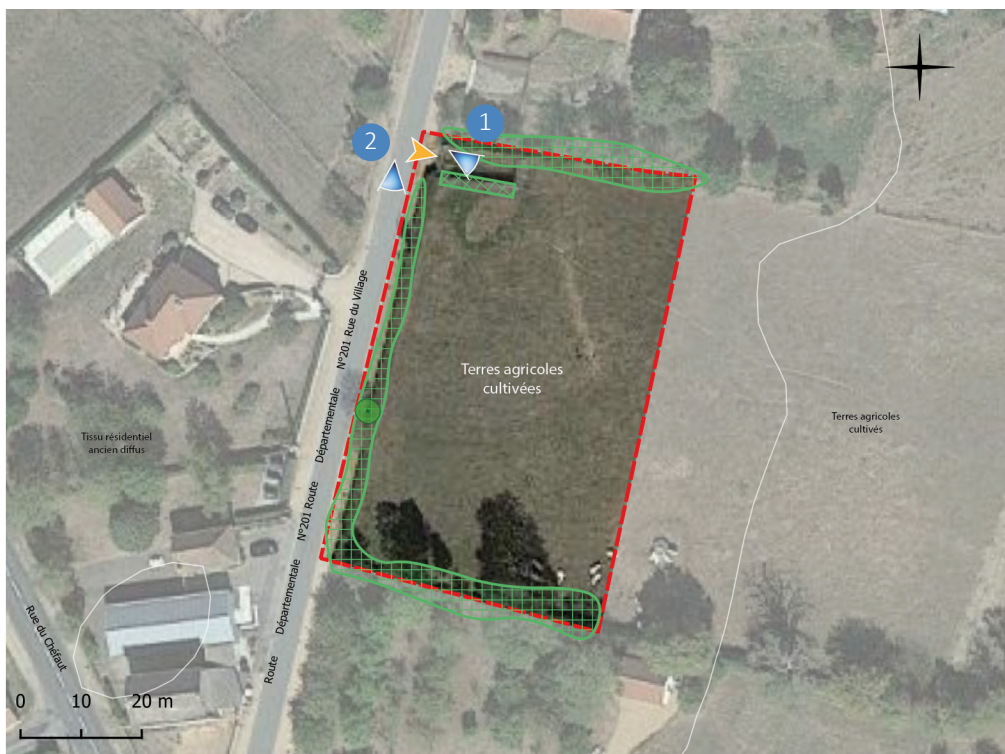 2
1
N°201 Rue du Village
Départementale
N°201 Route
Départementale
Route
Terres agricoles
cultivées
Terres agricoles
cultivés
Tissu résidentiel
ancien diffus
Rue du Chéfaut
0 10 20 m